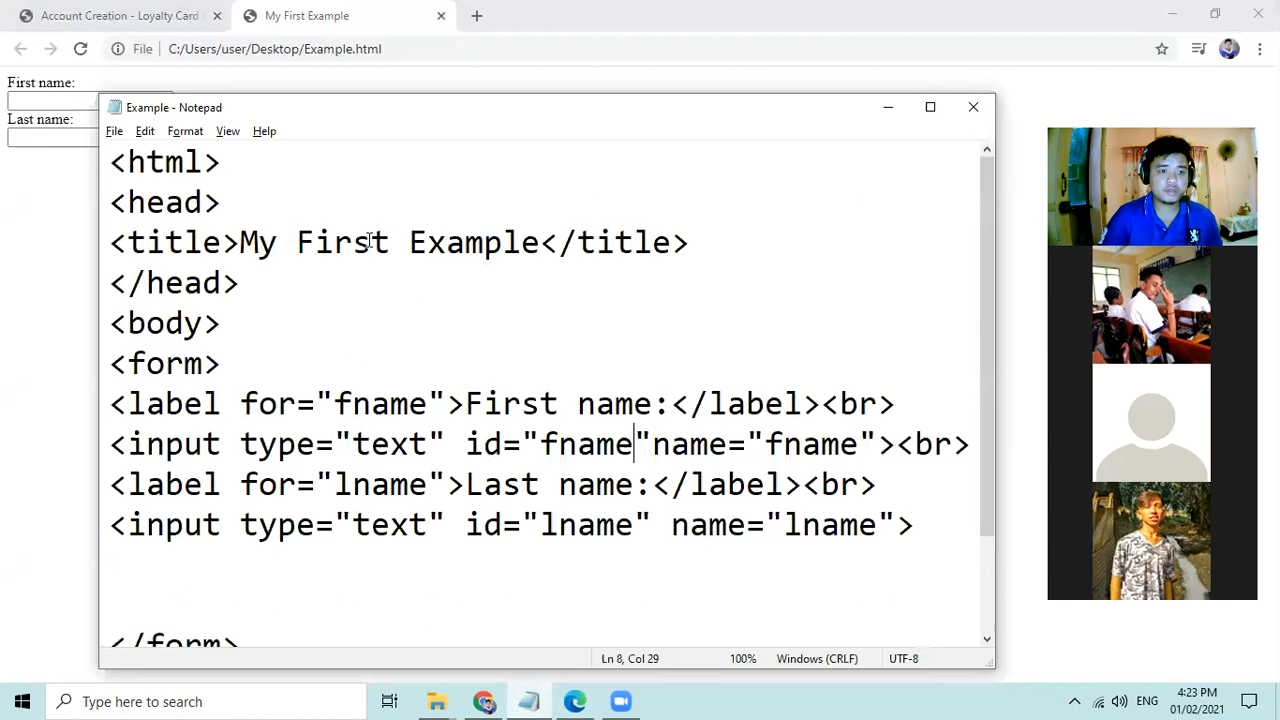 Account Creation - Loyalty Card
My First Example
File
C:/Users/user/Desktop/Example.html
First name:
Last name:
Example - Notepad
File Edit Format View Help
<html>
<head>
<title>My First Example</title>
</head>
<body>
<form>
<label for="fname">First name:</label><br>
<input type="text" id="fname"name="fname"><br>
<label for="lname">Last name:</label><br>
<input type="text" id="lname" name="lname">
</form>
Ln 8, Col 29 100% Windows (CRLF) UTF-8
Type here to search
ENG
4:23 PM
01/02/2021